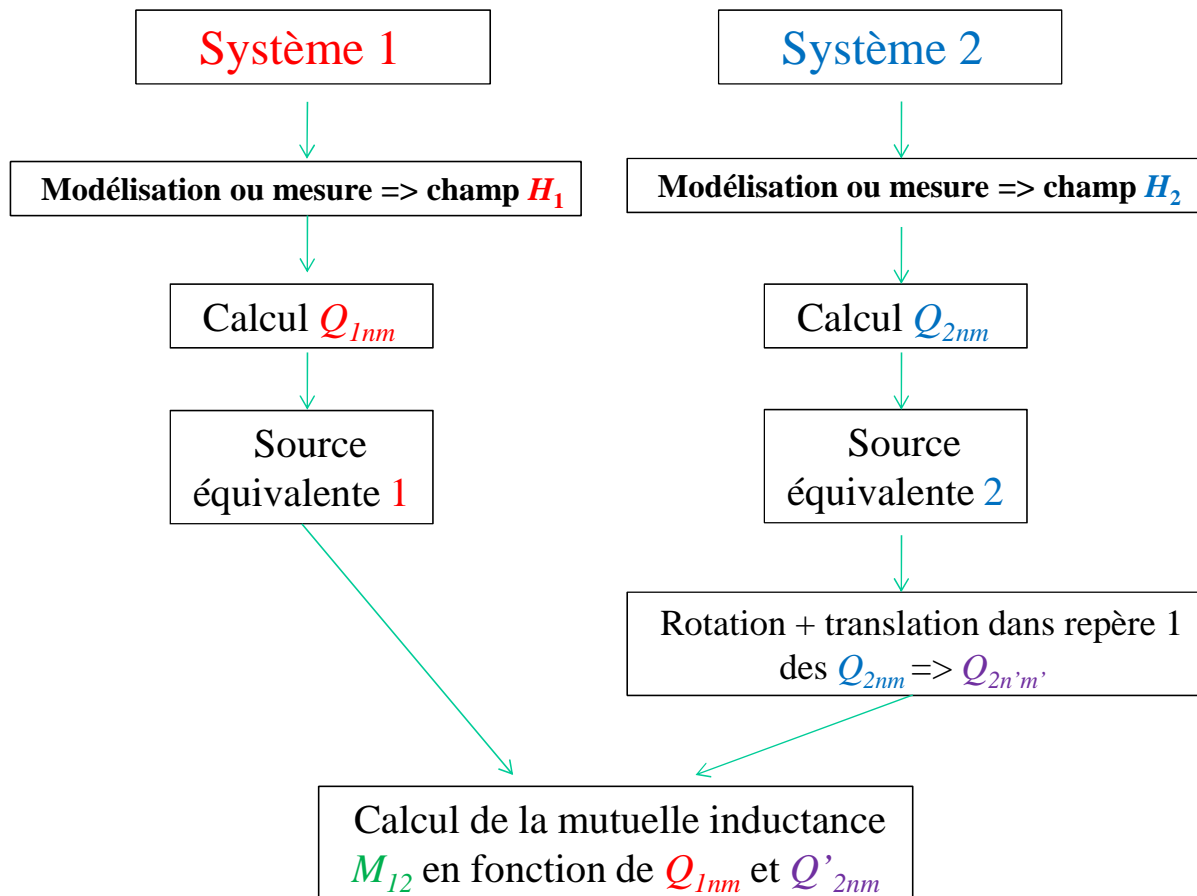 Système 1
Modélisation ou mesure => champ H1
Calcul Q1nm
Source
équivalente 1
Système 2
Modélisation ou mesure => champ H2
Calcul Q2nm
Source
équivalente 2
Rotation + translation dans repère 1
des Q2nm => Q2n’m’
Calcul de la mutuelle inductance
M12 en fonction de Q1nm et Q’2nm